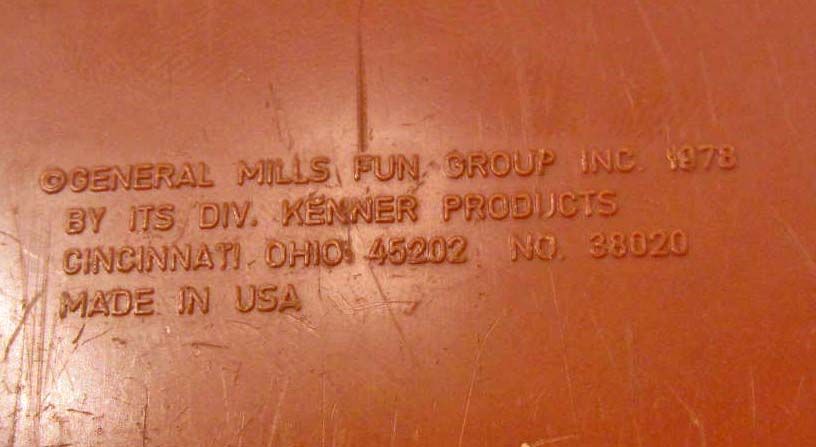 ©GENERAL MILLS FUN GROUP INC. 1978
BY ITS DIV. KENNER PRODUCTS
CINCINNATI, OHIO 45202 NO. 38020
MADE IN USA